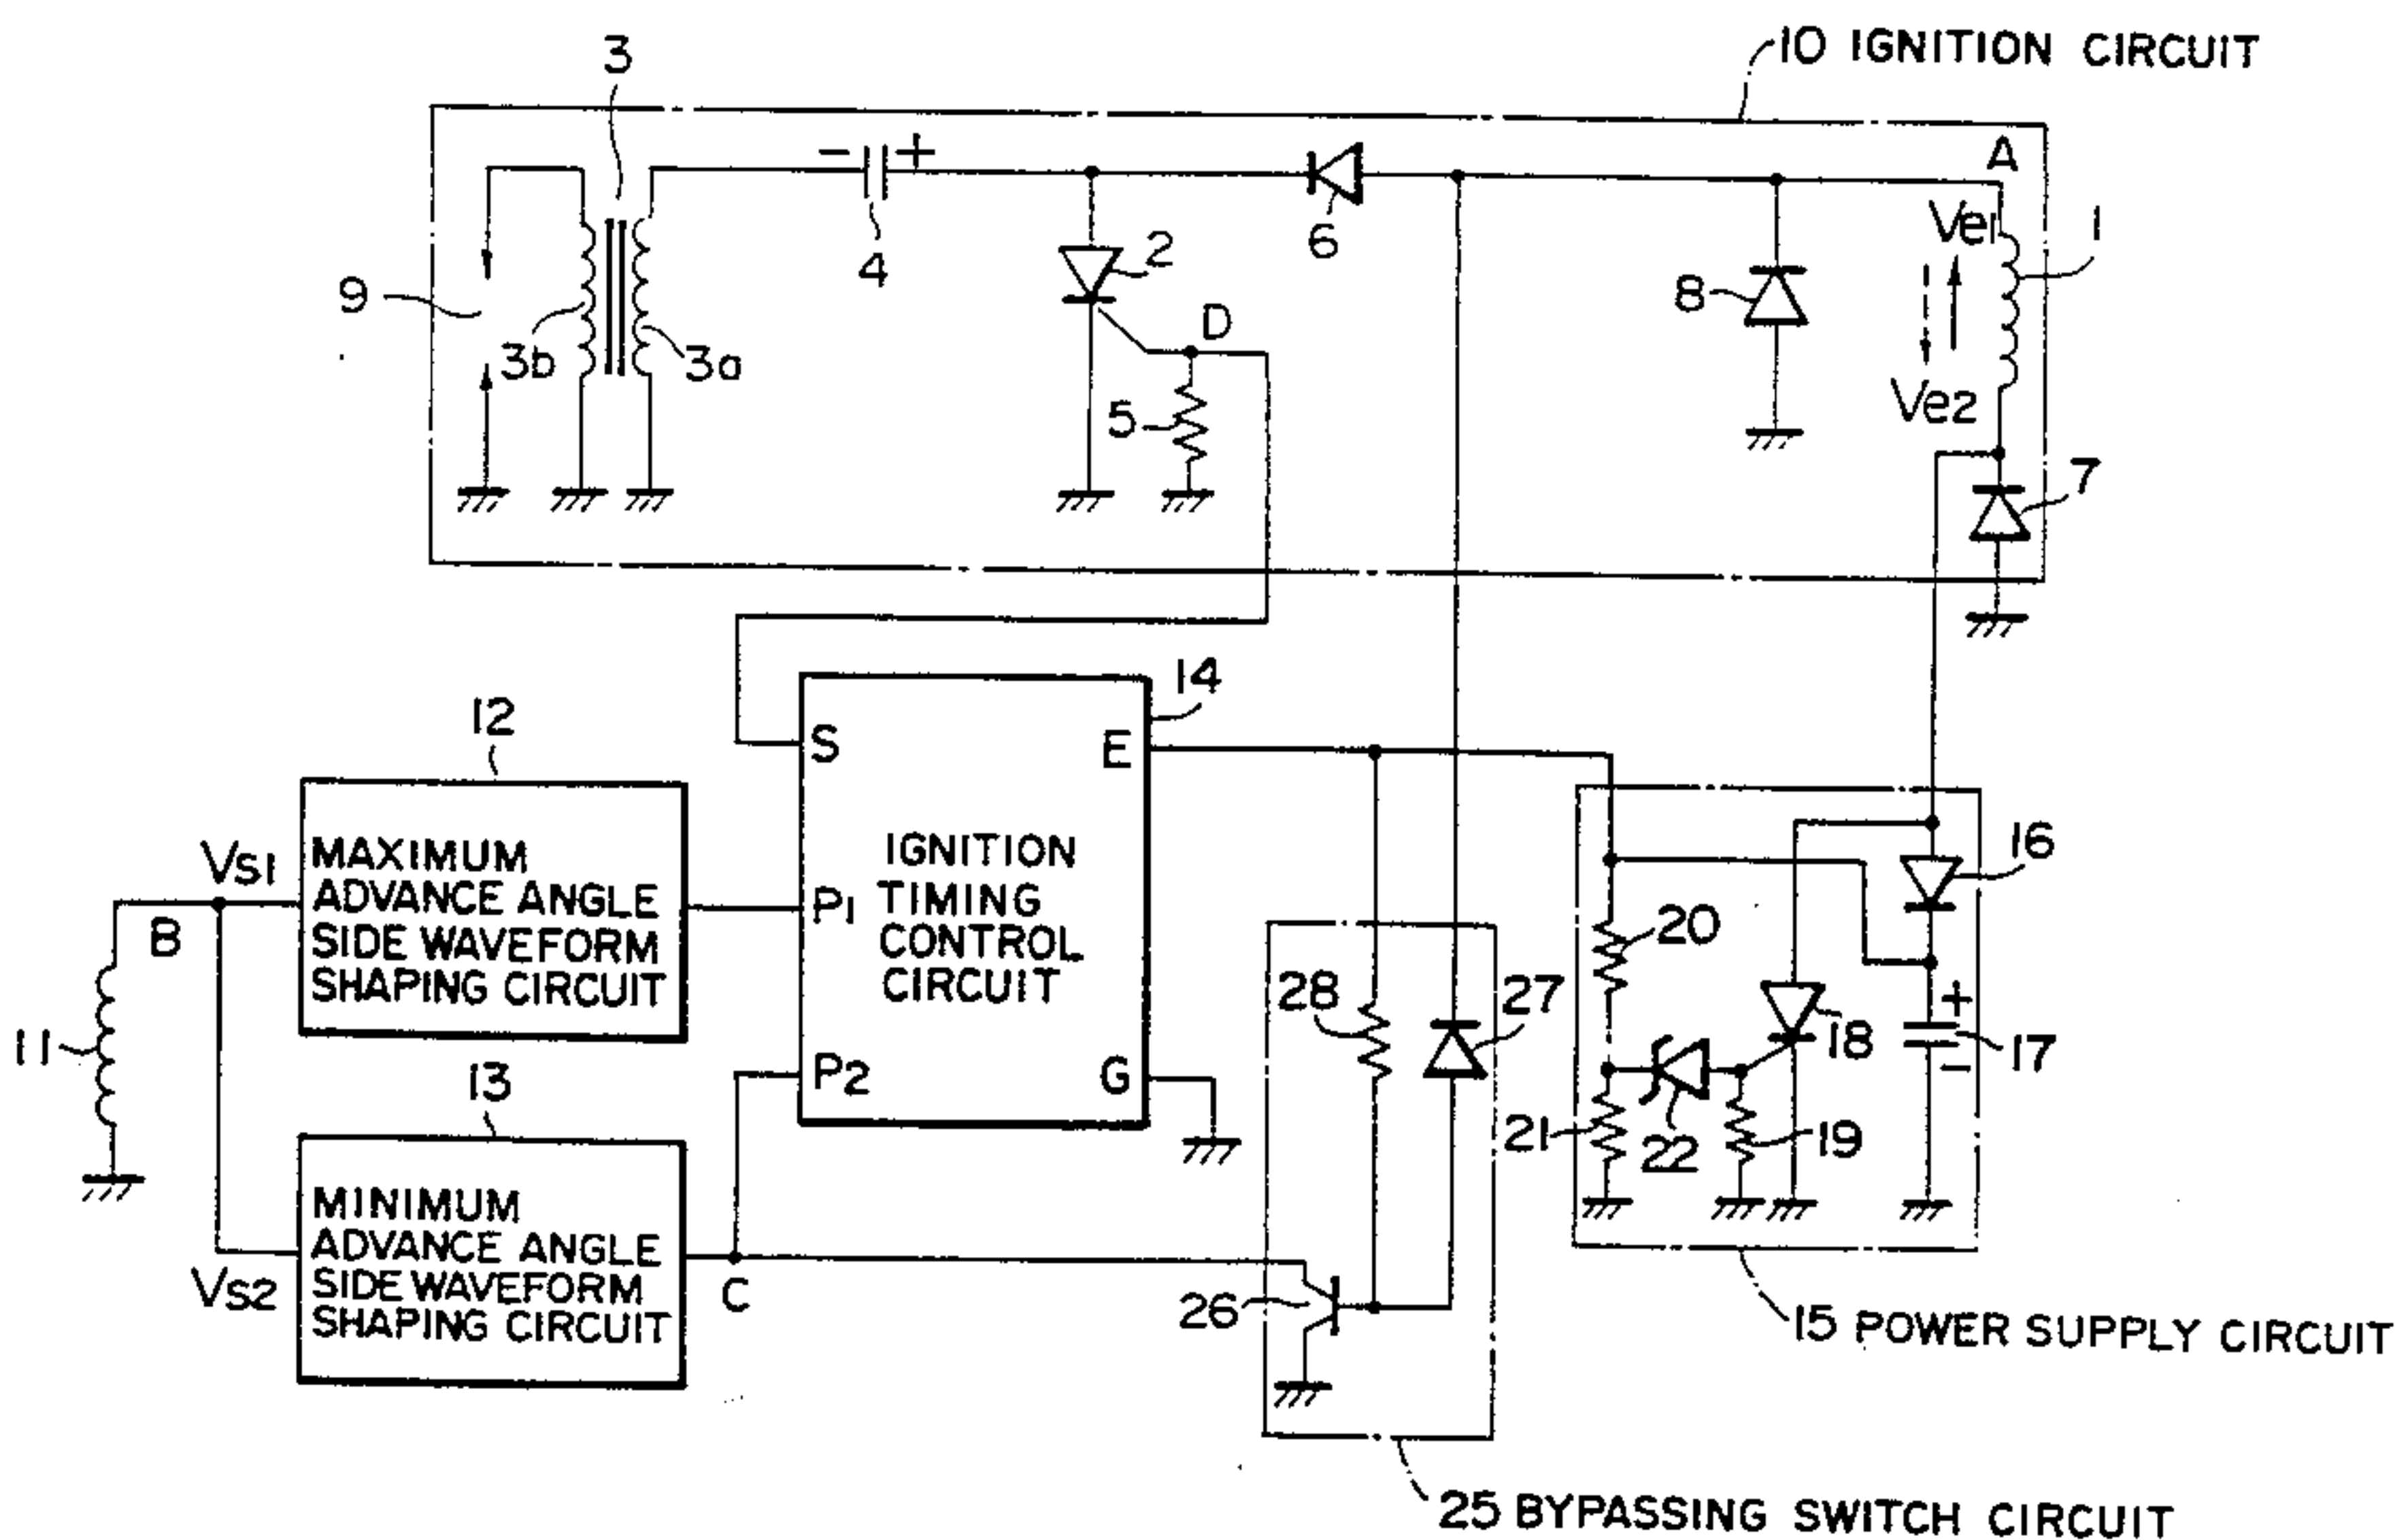 10 IGNITION CIRCUIT
3
- +
A
Ve1
1
6
4
2
8
9
D
3b
3a
5
Ve2
7
14
12
S
E
16
VS1
MAXIMUM
ADVANCE ANGLE
SIDE WAVEFORM
SHAPING CIRCUIT
P1
IGNITION
TIMING
CONTROL
CIRCUIT
20
B
28
27
+
18
17
-
11
13
P2
G
21
22
19
MINIMUM
ADVANCE ANGLE
SIDE WAVEFORM
SHAPING CIRCUIT
VS2
C
26
15 POWER SUPPLY CIRCUIT
25 BYPASSING SWITCH CIRCUIT